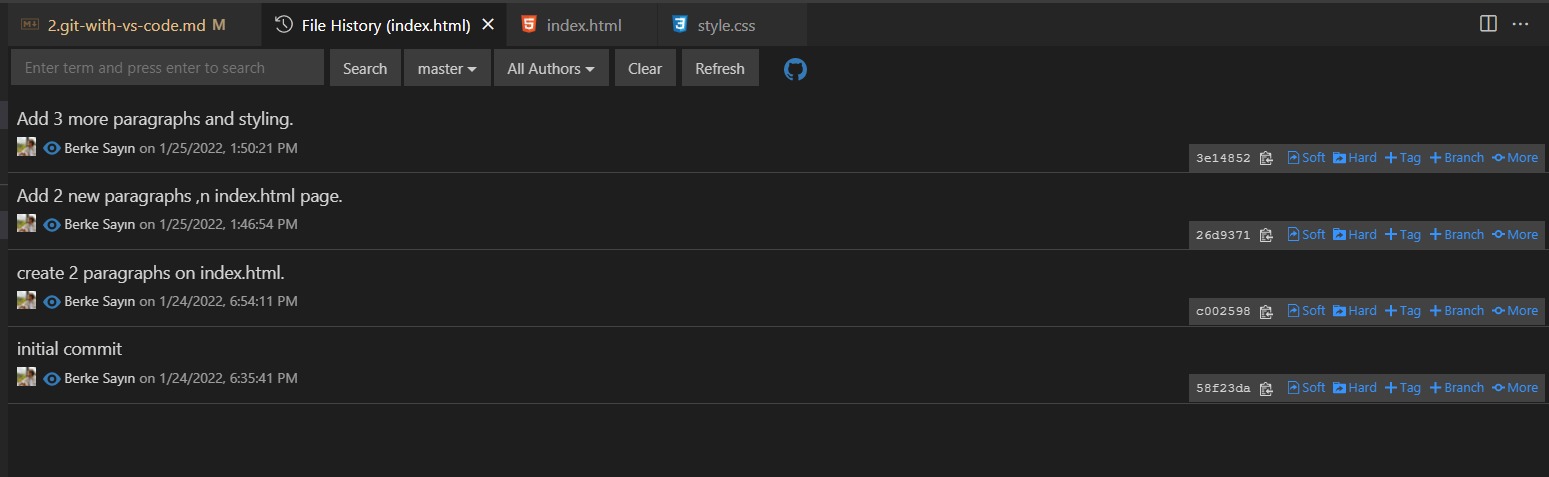 2.git-with-vs-code.md M File History (index.html) index.html style.css
Enter term and press enter to search Search master All Authors Clear Refresh
Add 3 more paragraphs and styling.
Berke Sayın on 1/25/2022, 1:50:21 PM
3e14852 Soft Hard Tag Branch More
Add 2 new paragraphs ,n index.html page.
Berke Sayın on 1/25/2022, 1:46:54 PM
26d9371 Soft Hard Tag Branch More
create 2 paragraphs on index.html.
Berke Sayın on 1/24/2022, 6:54:11 PM
c002598 Soft Hard Tag Branch More
initial commit
Berke Sayın on 1/24/2022, 6:35:41 PM
58f23da Soft Hard Tag Branch More